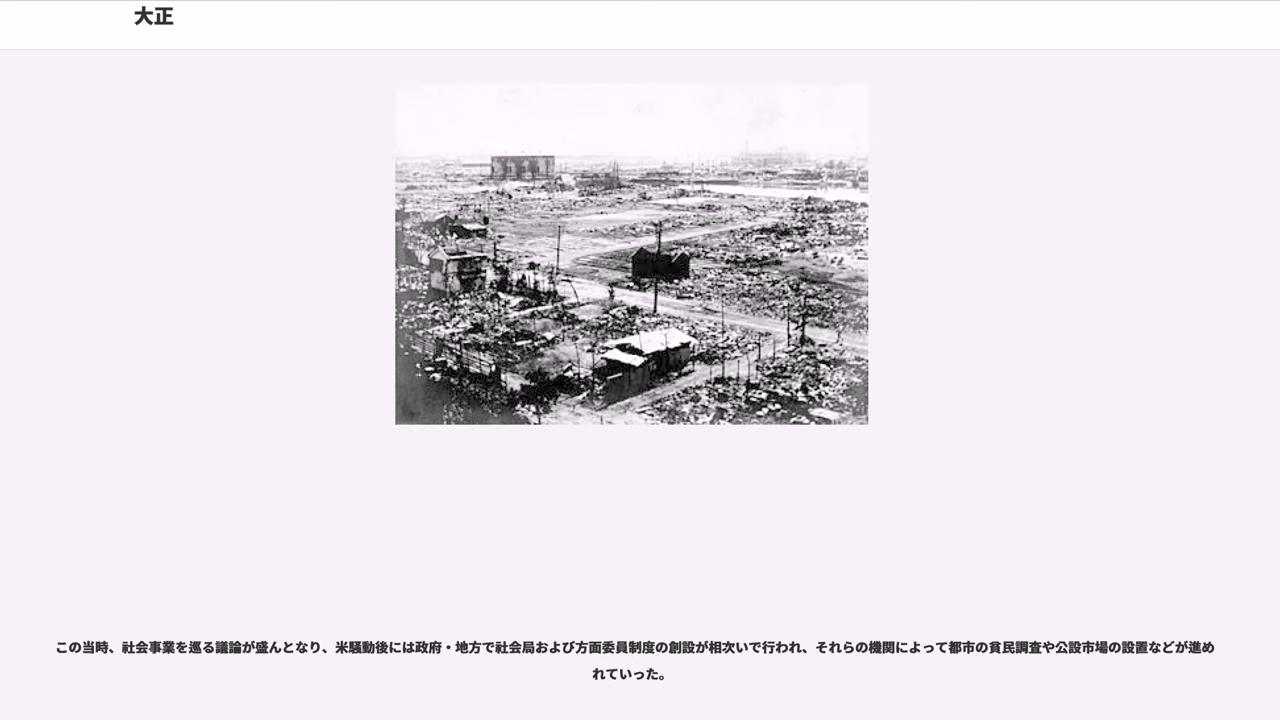 大正
この当時、社会事業を巡る議論が盛んとなり、米騒動後には政府・地方で社会局および方面委員制度の創設が相次いで行われ、それらの機関によって都市の貧民調査や公設市場の設置などが進め
れていった。